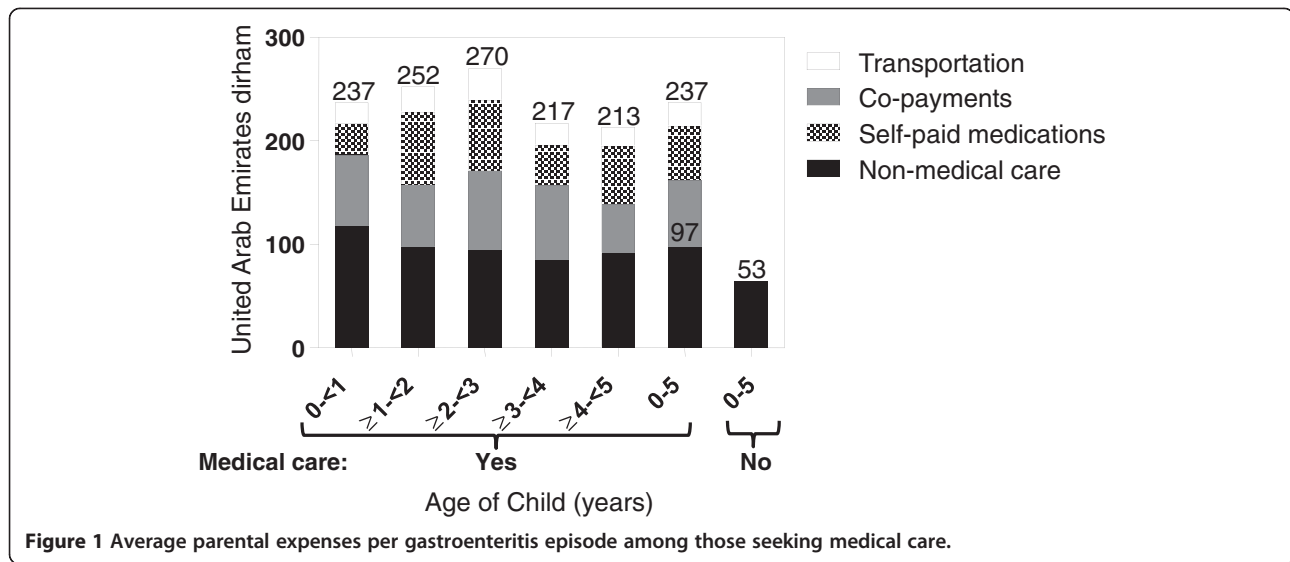 United Arab Emirates dirham
300
200
100
0
237
252
270
217
213
237
97
53
Transportation
Co-payments
Self-paid medications
Non-medical care
0-<1
≥1-<2
≥2-<3
≥3-<4
≥4-<5
0-5
0-5
Medical care: Yes No
Age of Child (years)
Figure 1 Average parental expenses per gastroenteritis episode among those seeking medical care.